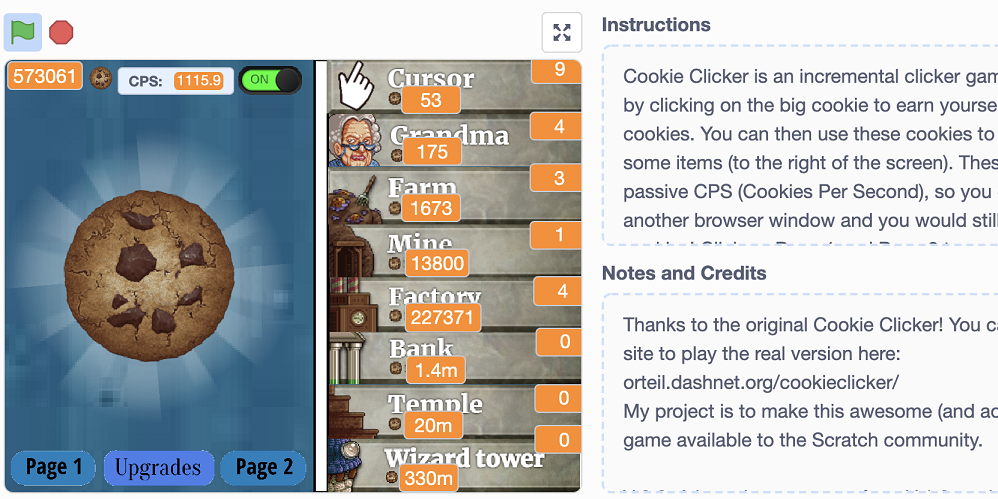 573061
CPS: 1115.9
ON
Cursor
53
9
Grandma
175
4
Farm
1673
3
Mine
13800
1
Factory
227371
4
Bank
1.4m
0
Temple
20m
0
Wizard tower
330m
0
Page 1
Upgrades
Page 2
Instructions
Cookie Clicker is an incremental clicker gam
by clicking on the big cookie to earn yourse
cookies. You can then use these cookies to
some items (to the right of the screen). Thes
passive CPS (Cookies Per Second), so you
another browser window and you would still
Notes and Credits
Thanks to the original Cookie Clicker! You ca
site to play the real version here:
orteil.dashnet.org/cookieclicker/
My project is to make this awesome (and ac
game available to the Scratch community.